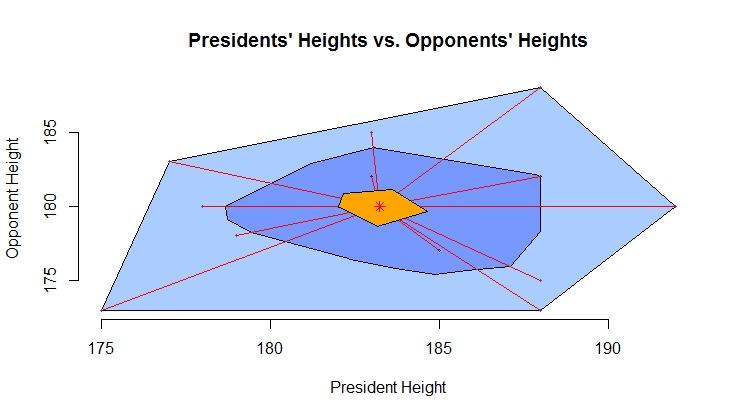 Presidents' Heights vs. Opponents' Heights
Opponent Height
185
180
175
175 180 185 190
President Height